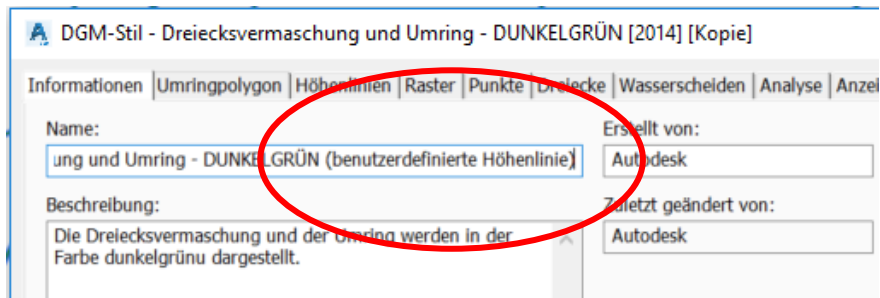 DGM-Stil - Dreiecksvermaschung und Umring - DUNKELGRÜN [2014] [Kopie]
Informationen Umringpolygon Höhenlinien Raster Punkte Dreiecke Wasserscheiden Analyse Anzei
Name: Erstellt von:
ung und Umring - DUNKELGRÜN (benutzerdefinierte Höhenlinie) Autodesk
Beschreibung: Zuletzt geändert von:
Die Dreiecksvermaschung und der Umring werden in der Autodesk
Farbe dunkelgrünu dargestellt.